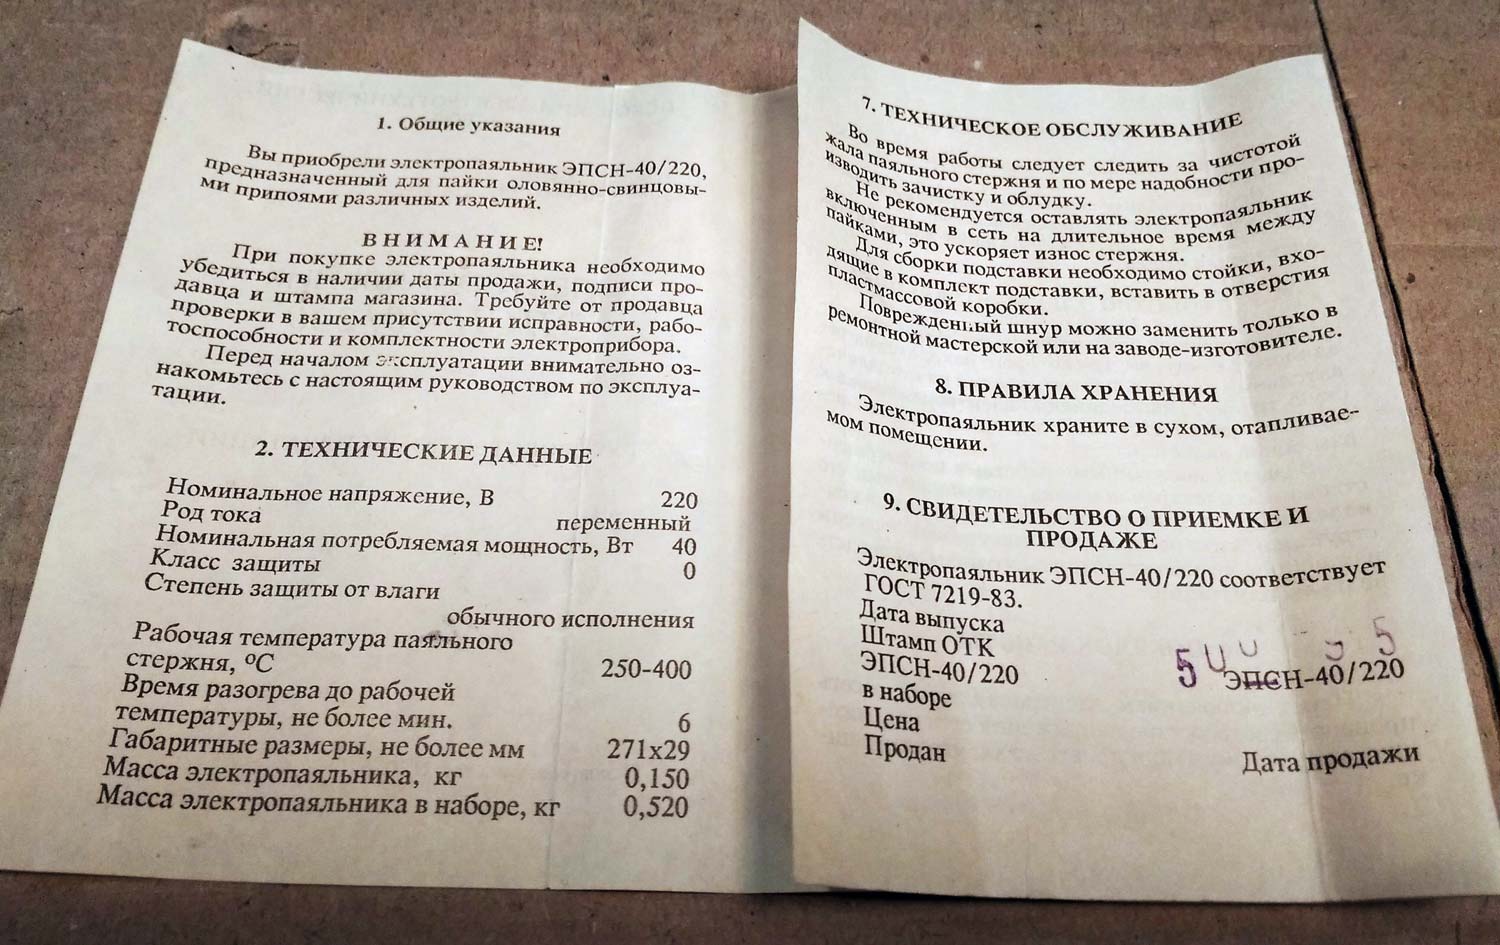 1. Общие указания
Вы приобрели электропаяльник ЭПСН-40/220,
предназначенный для пайки оловянно-свинцовы-
ми припоями различных изделий.
ВНИМАНИЕ!
При покупке электропаяльника необходимо
убедиться в наличии даты продажи, подписи про-
давца и штампа магазина. Требуйте от продавца
проверки в вашем присутствии исправности, рабо-
тоспособности и комплектности электроприбора.
Перед началом эксплуатации внимательно оз-
накомьтесь с настоящим руководством по эксплуа-
тации.
2. ТЕХНИЧЕСКИЕ ДАННЫЕ
Номинальное напряжение, В 220
Род тока переменный
Номинальная потребляемая мощность, Вт 40
Класс защиты 0
Степень защиты от влаги
обычного исполнения
Рабочая температура паяльного
стержня, °С 250-400
Время разогрева до рабочей
температуры, не более мин. 6
Габаритные размеры, не более мм 271х29
Масса электропаяльника, кг 0,150
Масса электропаяльника в наборе, кг 0,520
7. ТЕХНИЧЕСКОЕ ОБСЛУЖИВАНИЕ
Во время работы следует следить за чистотой
жала паяльного стержня и по мере надобности про-
изводить зачистку и облудку.
Не рекомендуется оставлять электропаяльник
включенным в сеть на длительное время между
пайками, это ускоряет износ стержня.
Для сборки подставки необходимо стойки, вхо-
дящие в комплект подставки, вставить в отверстия
пластмассовой коробки.
Поврежденный шнур можно заменить только в
ремонтной мастерской или на заводе-изготовителе.
8. ПРАВИЛА ХРАНЕНИЯ
Электропаяльник храните в сухом, отапливае-
мом помещении.
9. СВИДЕТЕЛЬСТВО О ПРИЕМКЕ И
ПРОДАЖЕ
Электропаяльник ЭПСН-40/220 соответствует
ГОСТ 7219-83.
Дата выпуска
Штамп ОТК
ЭПСН-40/220 ЭПСН-40/220
в наборе
Цена
Продан Дата продажи